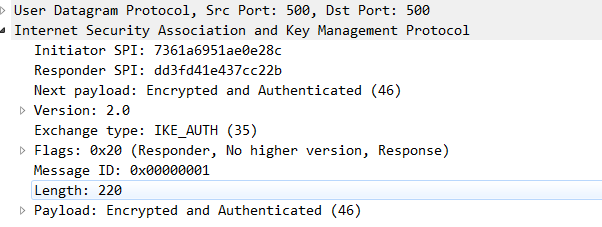 User Datagram Protocol, Src Port: 500, Dst Port: 500
Internet Security Association and Key Management Protocol
Initiator SPI: 7361a6951ae0e28c
Responder SPI: dd3fd41e437cc22b
Next payload: Encrypted and Authenticated (46)
Version: 2.0
Exchange type: IKE_AUTH (35)
Flags: 0x20 (Responder, No higher version, Response)
Message ID: 0x00000001
Length: 220
Payload: Encrypted and Authenticated (46)